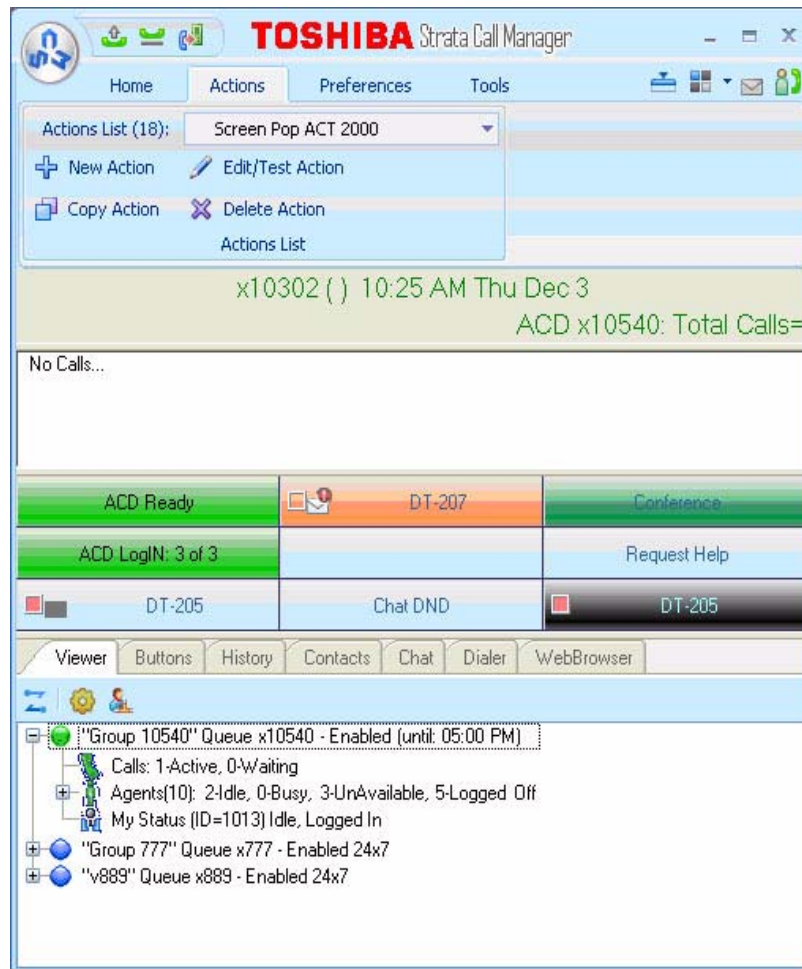 TOSHIBA Strata Call Manager
Home Actions Preferences Tools
Actions List (18): Screen Pop ACT 2000
New Action Edit/Test Action
Copy Action Delete Action
Actions List
x10302 ( ) 10:25 AM Thu Dec 3
ACD x10540: Total Calls=
No Calls...
ACD Ready DT-207 Conference
ACD LogIN: 3 of 3 Request Help
DT-205 Chat DND DT-205
Viewer Buttons History Contacts Chat Dialer WebBrowser
"Group 10540" Queue x10540 - Enabled (until: 05:00 PM)
Calls: 1-Active, 0-Waiting
Agents(10): 2-Idle, 0-Busy, 3-UnAvailable, 5-Logged Off
My Status (ID=1013) Idle, Logged In
"Group 777" Queue x777 - Enabled 24x7
"v889" Queue x889 - Enabled 24x7